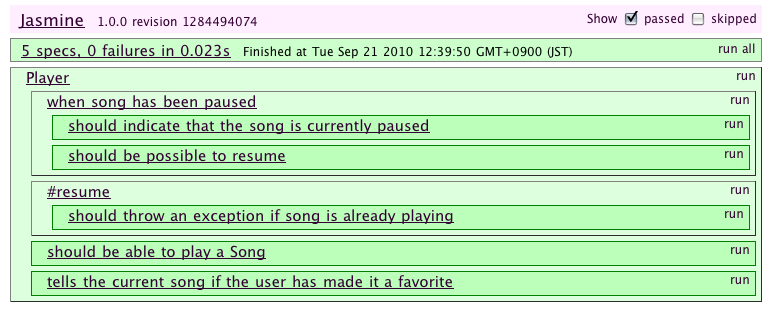 Jasmine 1.0.0 revision 1284494074 Show passed skipped
5 specs, 0 failures in 0.023s Finished at Tue Sep 21 2010 12:39:50 GMT+0900 (JST) run all
Player run
when song has been paused run
should indicate that the song is currently paused run
should be possible to resume run
#resume run
should throw an exception if song is already playing run
should be able to play a Song run
tells the current song if the user has made it a favorite run